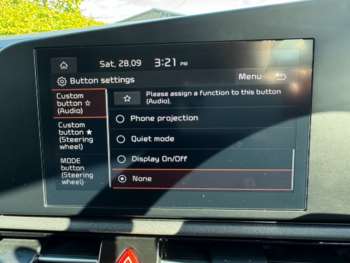 Sat, 28.09 3:21 PM
Button settings Menu
Custom
button ☆
(Audio)
Custom
button ★
(Steering
wheel)
MODE
button
(Steering
wheel)
☆ Please assign a function to this button
(Audio).
Phone projection
Quiet mode
Display On/Off
None